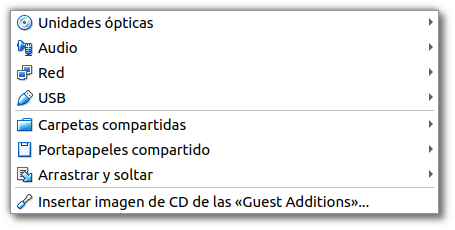 Unidades ópticas
Audio
Red
USB
Carpetas compartidas
Portapapeles compartido
Arrastrar y soltar
Insertar imagen de CD de las «Guest Additions»...